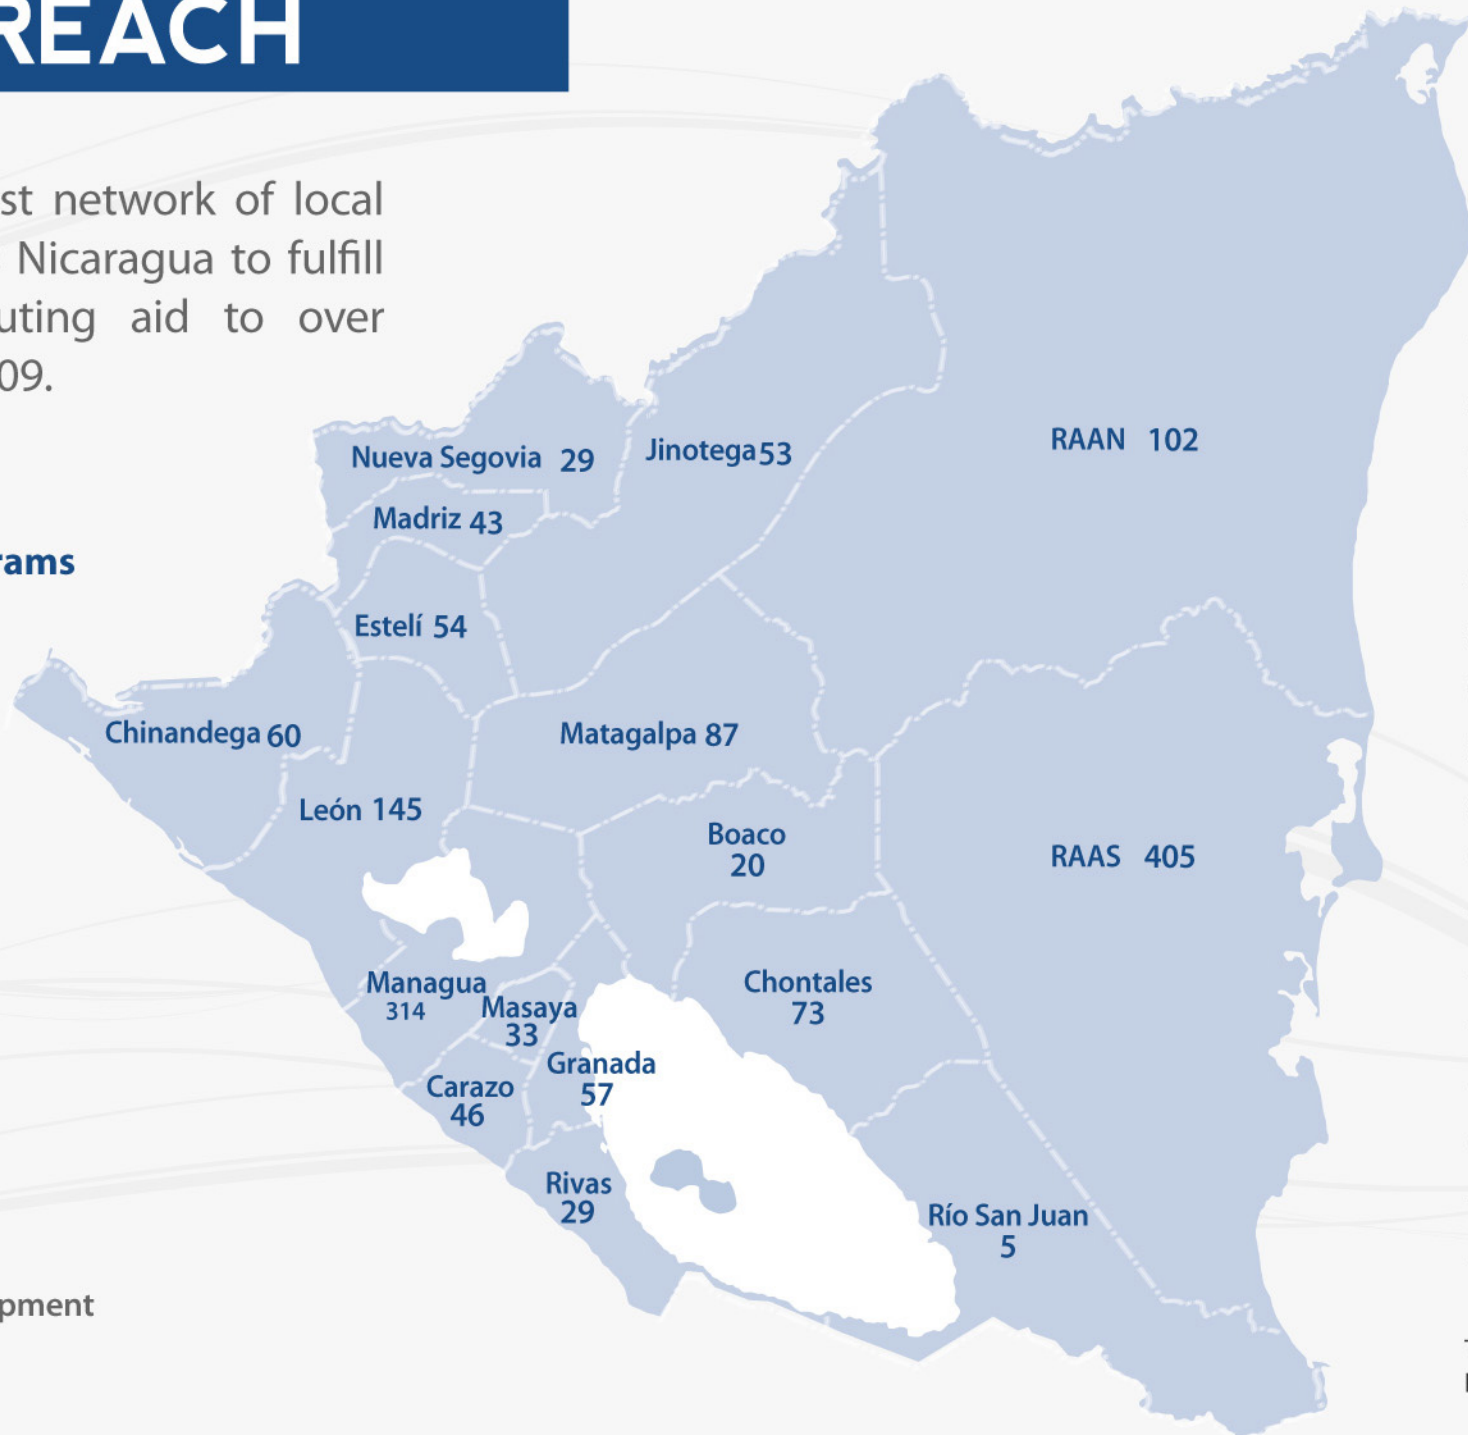 REACH
st network of local
Nicaragua to fulfill
uting aid to over
09.
rams
Nueva Segovia 29
Jinotega 53
RAAN 102
Madriz 43
Estelí 54
Chinandega 60
Matagalpa 87
León 145
Boaco
20
RAAS 405
Managua
314
Masaya
33
Chontales
73
Granada
57
Carazo
46
Rivas
29
Río San Juan
5
pment